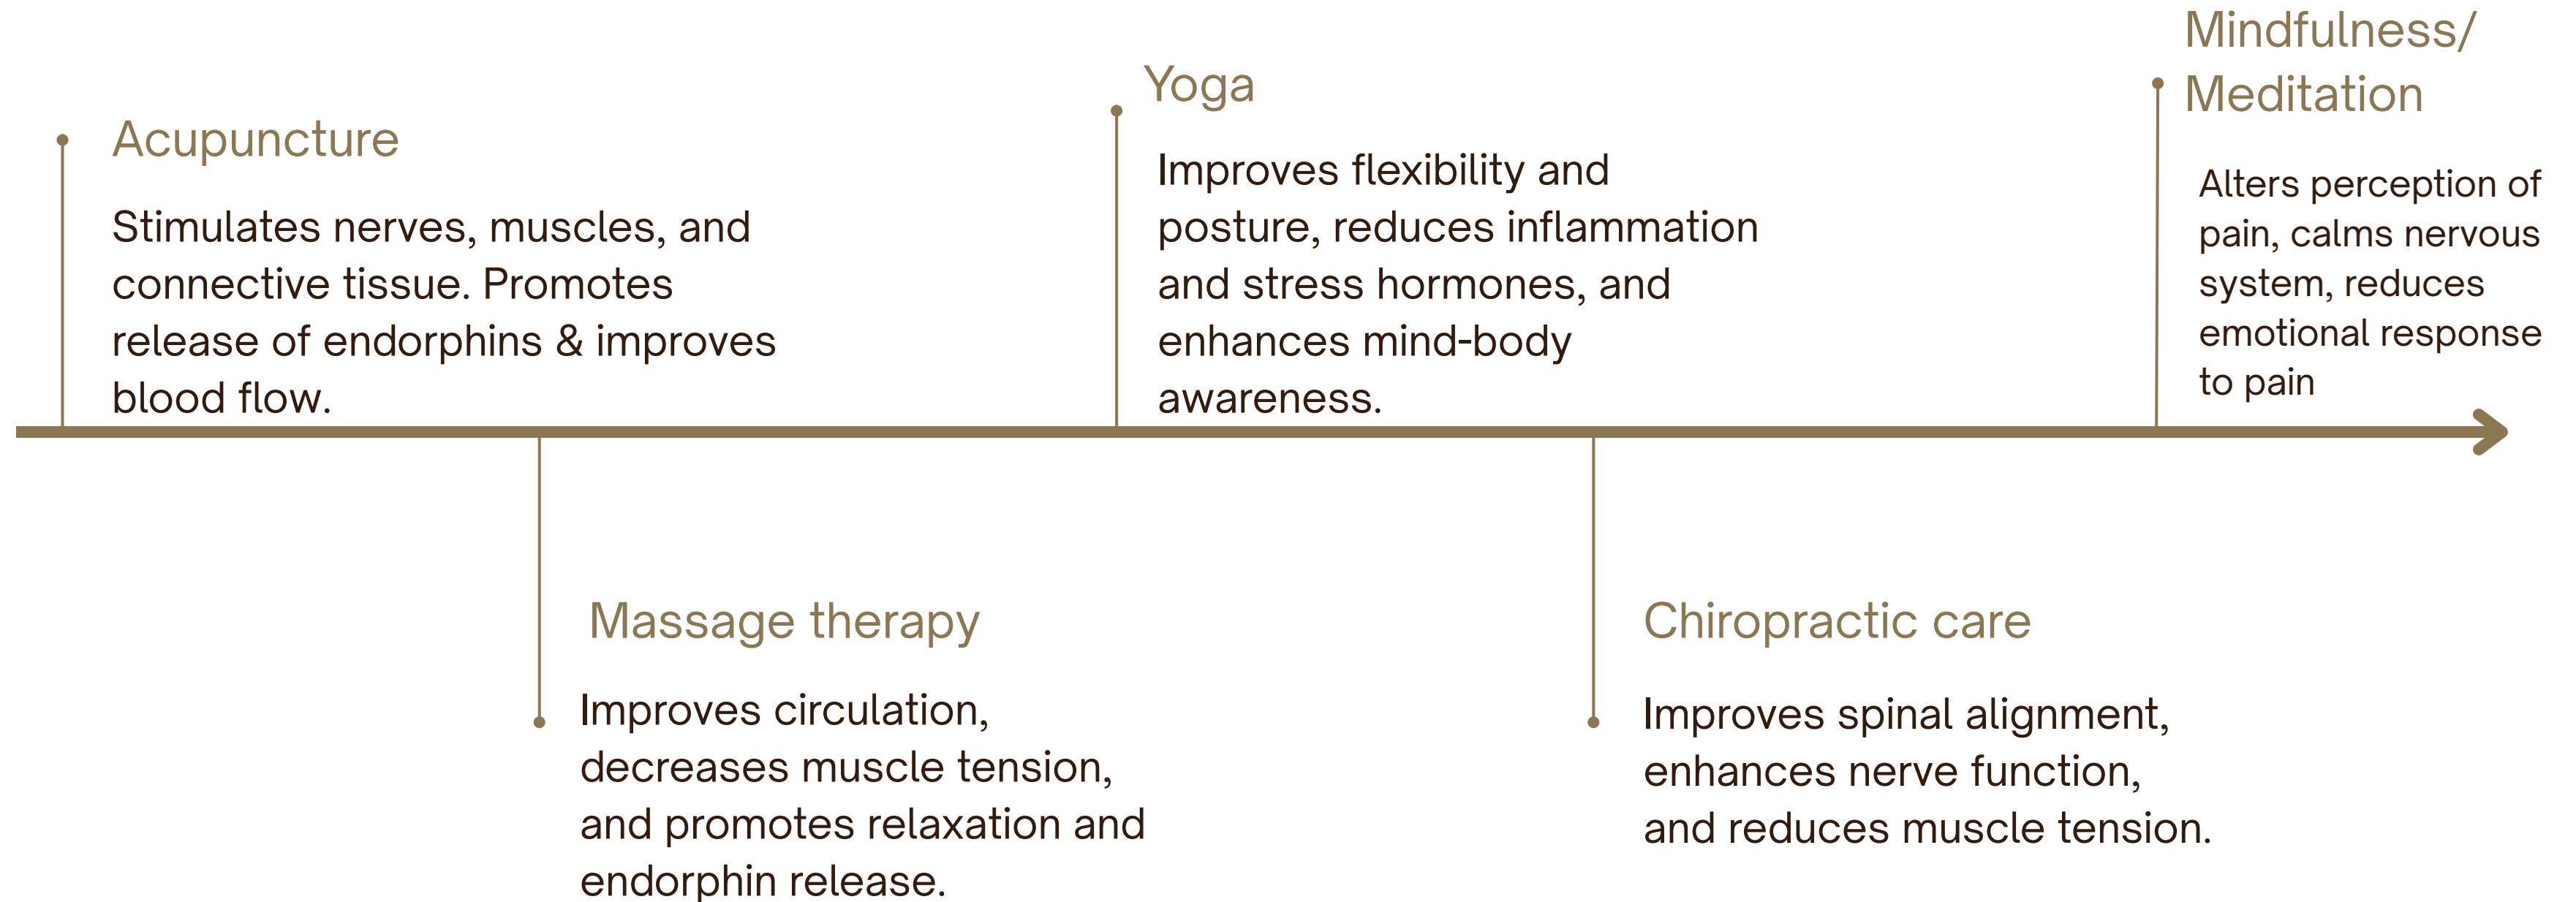 Acupuncture
Stimulates nerves, muscles, and
connective tissue. Promotes
release of endorphins & improves
blood flow.
Massage therapy
Improves circulation,
decreases muscle tension,
and promotes relaxation and
endorphin release.
Yoga
Improves flexibility and
posture, reduces inflammation
and stress hormones, and
enhances mind-body
awareness.
Chiropractic care
Improves spinal alignment,
enhances nerve function,
and reduces muscle tension.
Mindfulness/
Meditation
Alters perception of
pain, calms nervous
system, reduces
emotional response
to pain